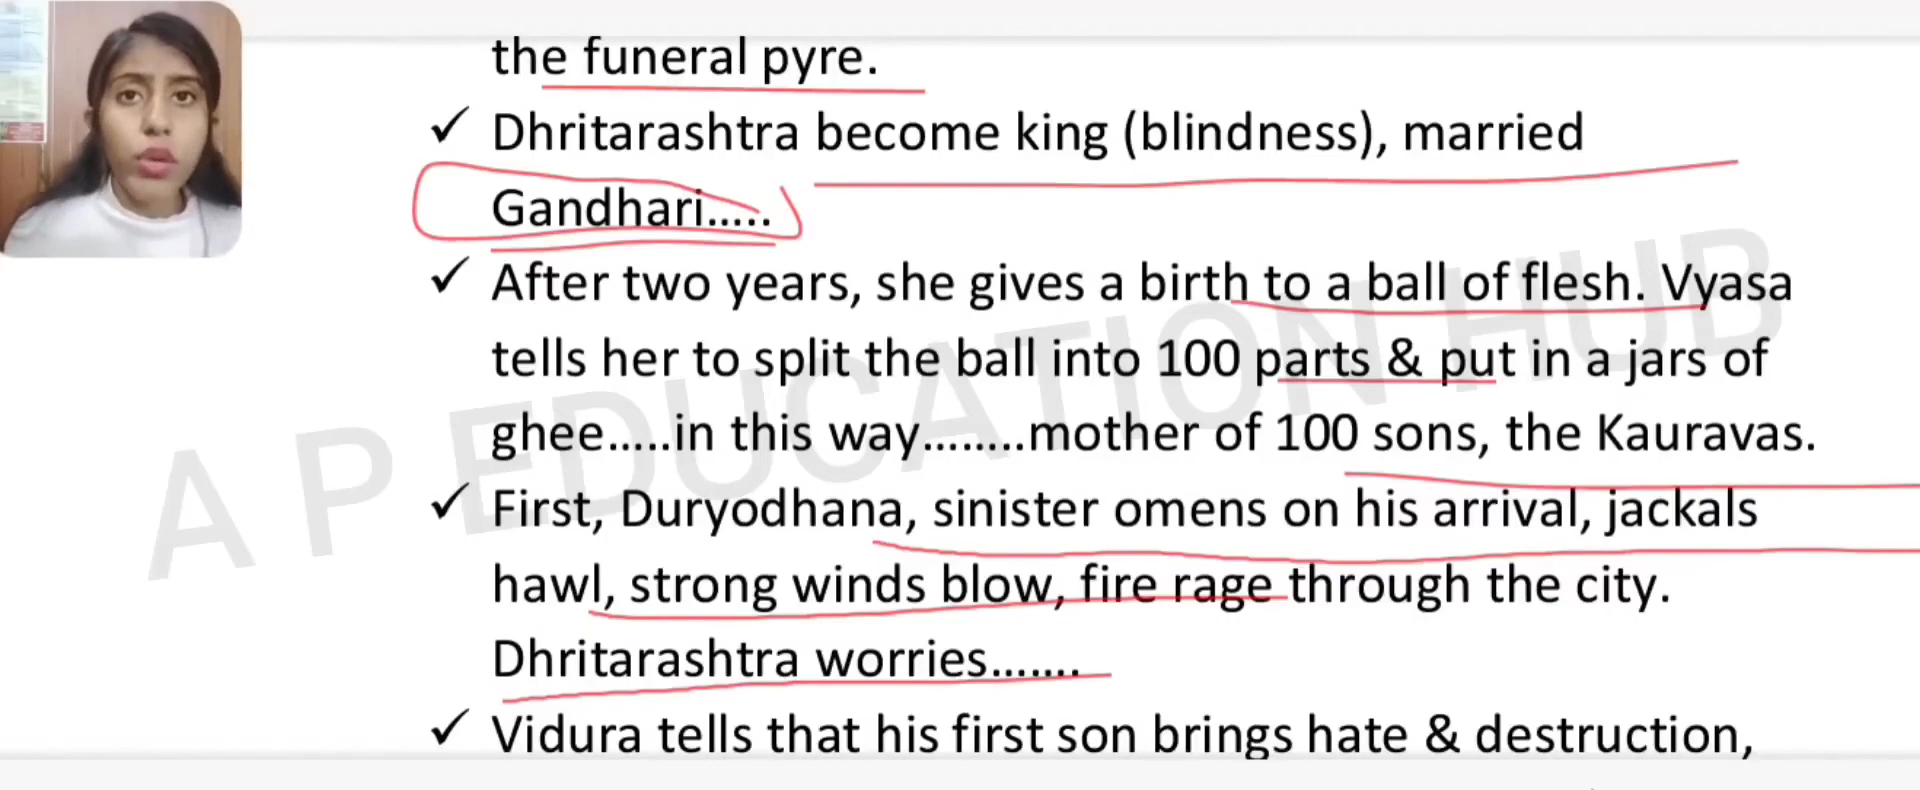 the funeral pyre.
✓ Dhritarashtra become king (blindness), married
Gandhari.....
✓ After two years, she gives a birth to a ball of flesh. Vyasa
tells her to split the ball into 100 parts & put in a jars of
ghee.....in this way........mother of 100 sons, the Kauravas.
✓ First, Duryodhana, sinister omens on his arrival, jackals
hawl, strong winds blow, fire rage through the city.
Dhritarashtra worries.......
✓ Vidura tells that his first son brings hate & destruction,
A P EDUCATION HUB